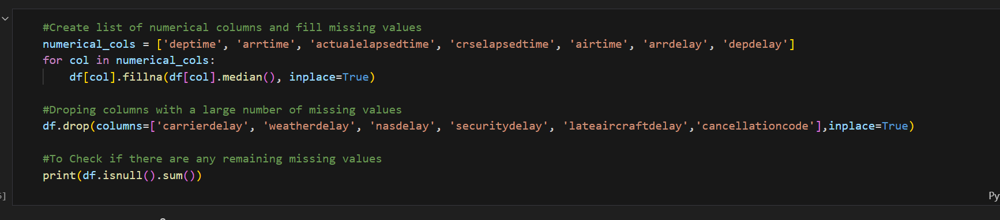 #Create list of numerical columns and fill missing values
numerical_cols = ['deptime', 'arrtime', 'actualelapsedtime', 'crselapsedtime', 'airtime', 'arrdelay', 'depdelay']
for col in numerical_cols:
    df[col].fillna(df[col].median(), inplace=True)
#Droping columns with a large number of missing values
df.drop(columns=['carrierdelay', 'weatherdelay', 'nasdelay', 'securitydelay', 'lateaircraftdelay','cancellationcode'],inplace=True)
#To Check if there are any remaining missing values
print(df.isnull().sum())
]
Py